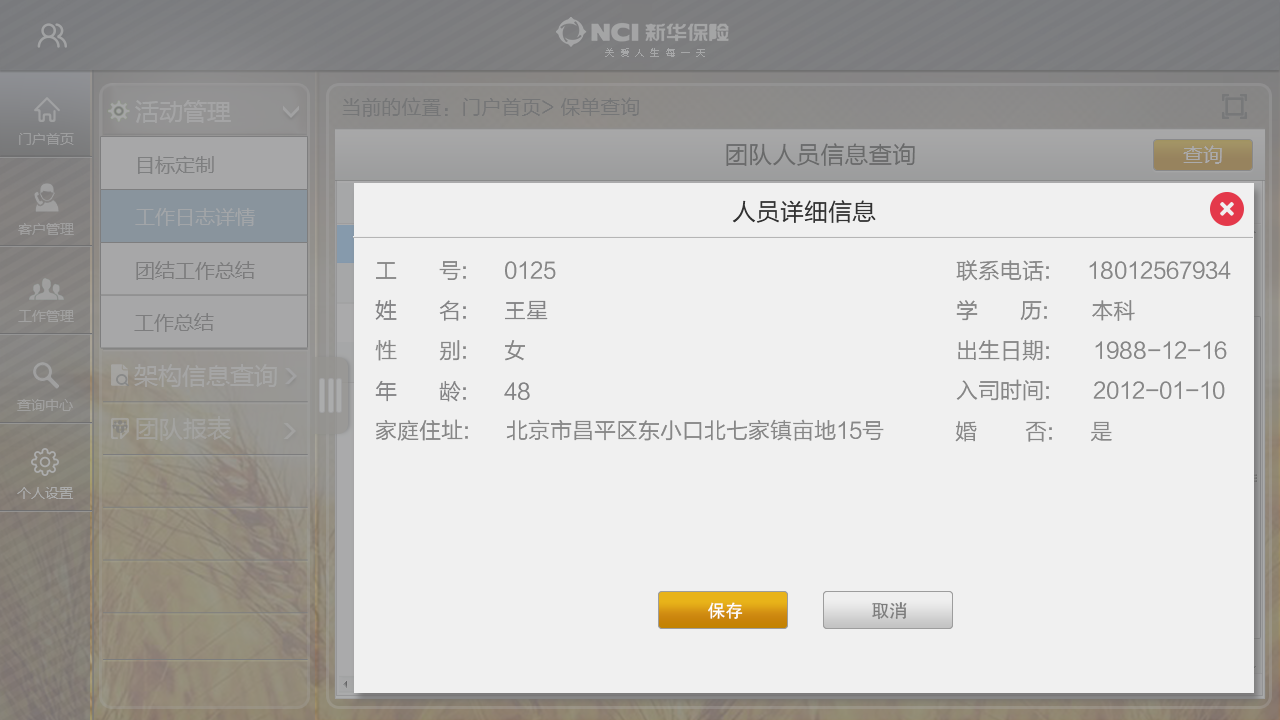 NCI 新华保险
关爱人生每一天
门户首页
客户管理
工作管理
查询中心
个人设置
活动管理
目标定制
工作日志详情
团结工作总结
工作总结
架构信息查询
团队报表
当前的位置：门户首页> 保单查询
团队人员信息查询
查询
人员详细信息
工 号: 0125
联系电话: 18012567934
姓 名: 王星
学 历: 本科
性 别: 女
出生日期: 1988-12-16
年 龄: 48
入司时间: 2012-01-10
家庭住址: 北京市昌平区东小口北七家镇亩地15号
婚 否: 是
保存
取消